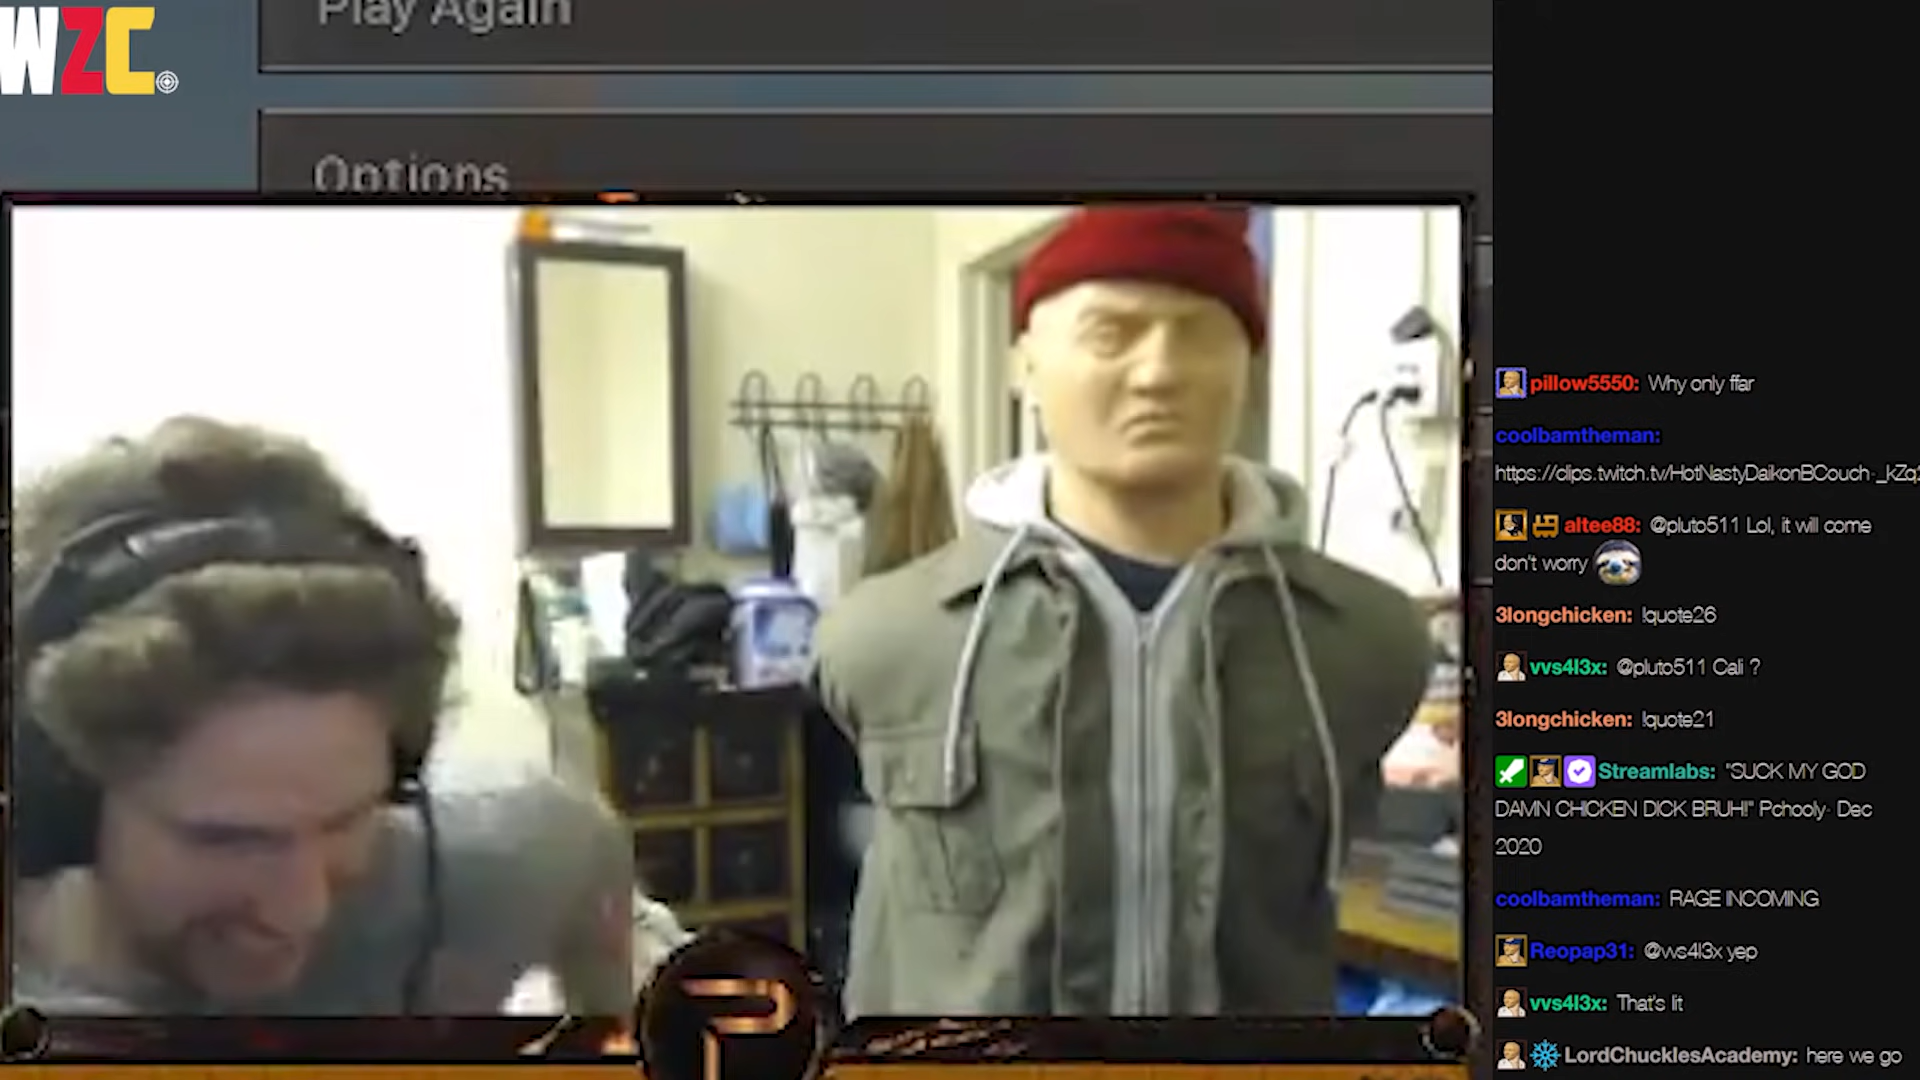 WZC
Play Again
Options
P
pillow5550: Why only ffar
coolbamtheman:
https://clips.twitch.tv/HotNastyDaikonBCouch-_kZq
altee88: @pluto511 Lol, it will come
don't worry
3longchicken: !quote26
vvs4l3x: @pluto511 Cali ?
3longchicken: !quote21
Streamlabs: "SUCK MY GOD
DAMN CHICKEN DICK BRUH!" Pchooly- Dec
2020
coolbamtheman: RAGE INCOMING
Reopap31: @vvs4l3x yep
vvs4l3x: That's lit
LordChucklesAcademy: here we go